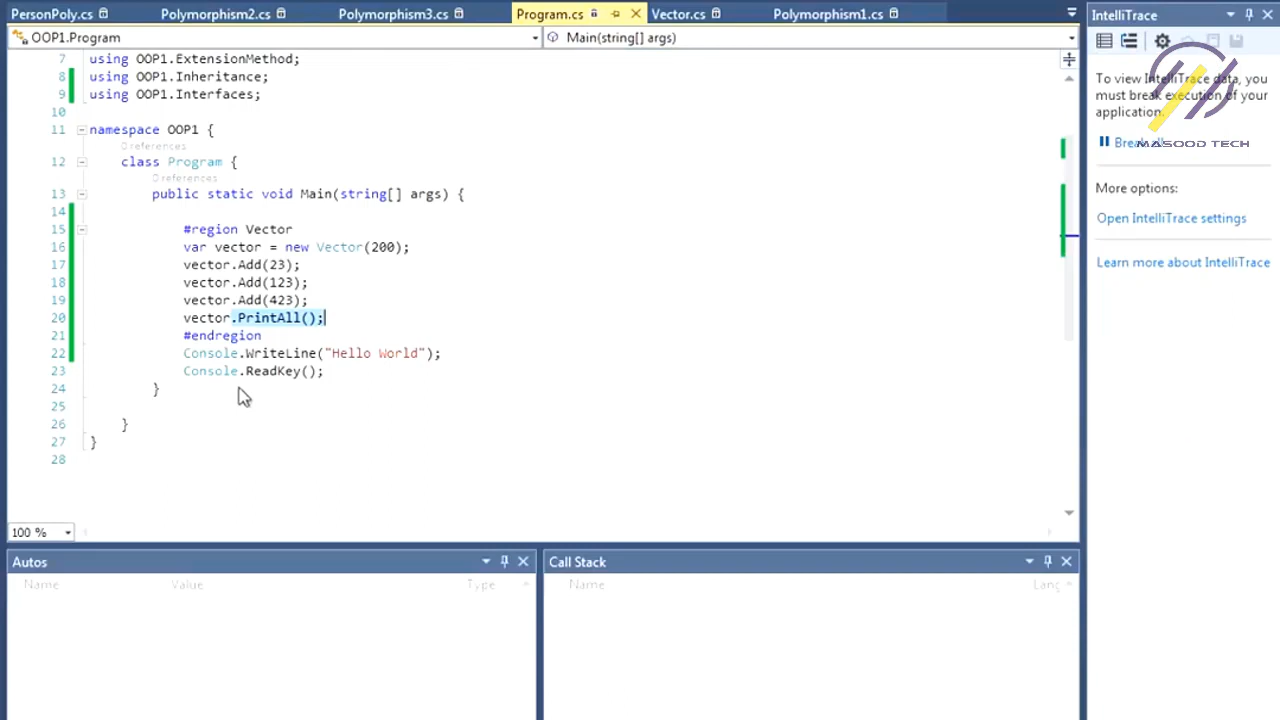 PersonPoly.cs Polymorphism2.cs Polymorphism3.cs Program.cs Vector.cs Polymorphism1.cs
OOP1.Program Main(string[] args)
7 using OOP1.ExtensionMethod;
8 using OOP1.Inheritance;
9 using OOP1.Interfaces;
10
11 namespace OOP1 {
0 references
12 class Program {
0 references
13 public static void Main(string[] args) {
14
15 #region Vector
16 var vector = new Vector(200);
17 vector.Add(23);
18 vector.Add(123);
19 vector.Add(423);
20 vector.PrintAll();
21 #endregion
22 Console.WriteLine("Hello World");
23 Console.ReadKey();
24 }
25
26 }
27 }
28
100 %
Autos
Name Value Type
Call Stack
Name Lang
IntelliTrace
To view IntelliTrace data, you
must break execution of your
application.
Break
MASOOD TECH
More options:
Open IntelliTrace settings
Learn more about IntelliTrace